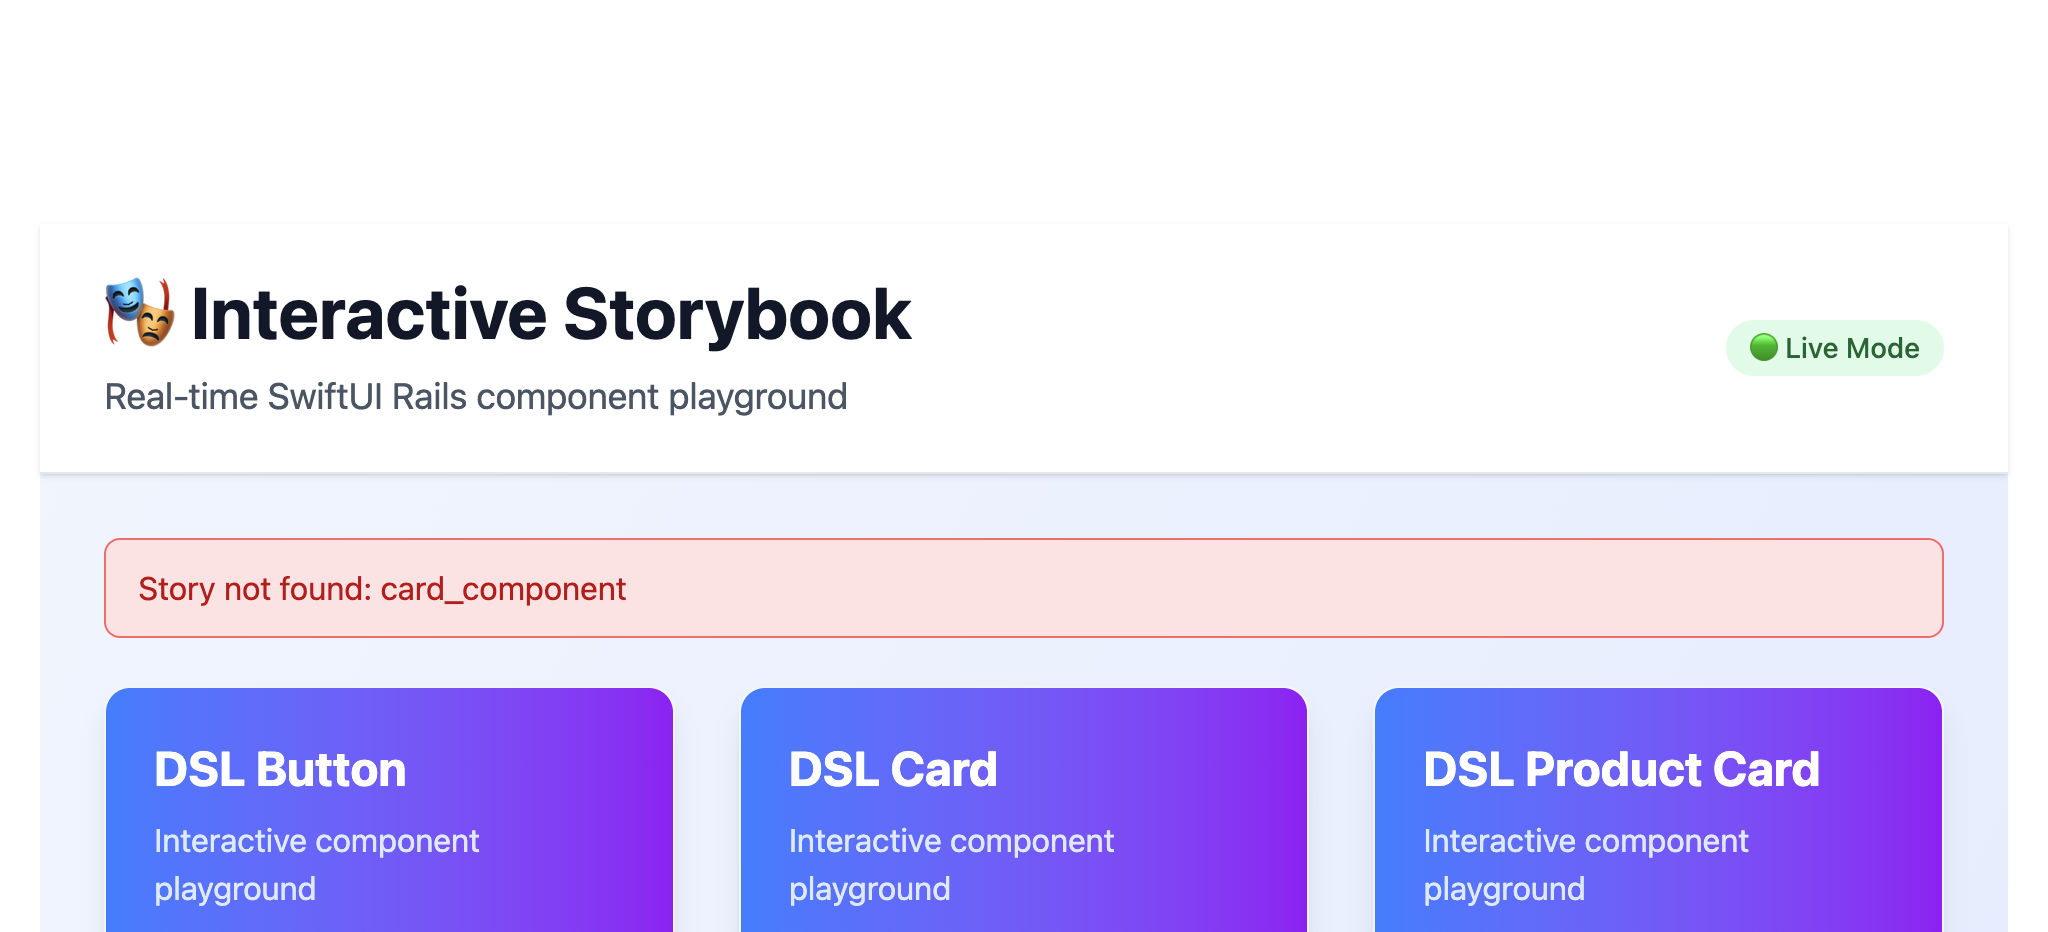 🎭 Interactive Storybook
Real-time SwiftUI Rails component playground
🟢 Live Mode
Story not found: card_component
DSL Button
Interactive component
playground
DSL Card
Interactive component
playground
DSL Product Card
Interactive component
playground